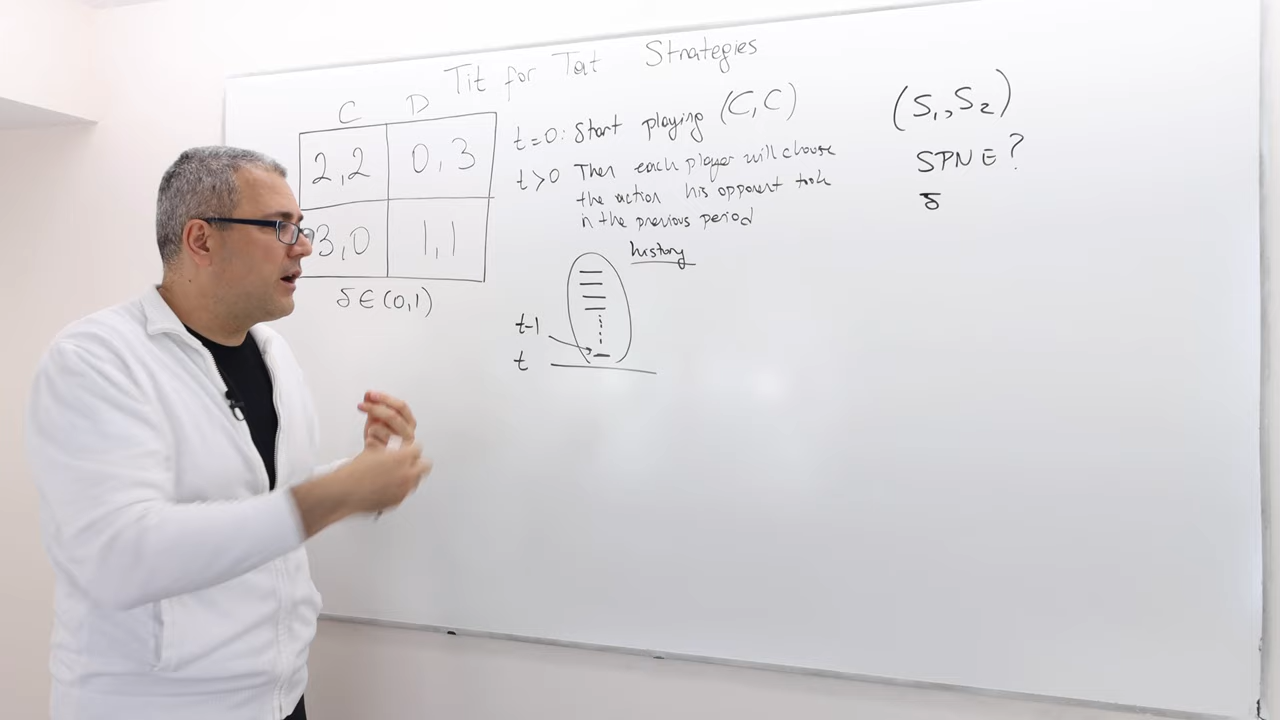 Tit for Tat Strategies
C D
2,2 0,3
3,0 1,1
δ ∈ (0,1)
t=0: Start playing (C,C)
t>0 Then each player will choose
the action his opponent took
in the previous period
history
t-1
t
(S₁, S₂)
SPNE?
δ